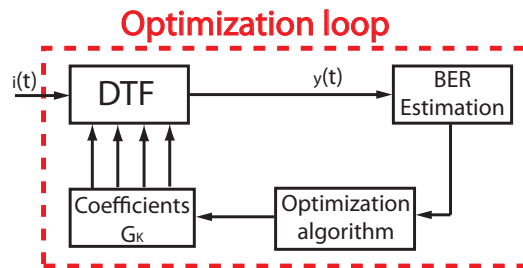 Optimization loop
i(t)
DTF
y(t)
BER
Estimation
Coefficients
GK
Optimization
algorithm